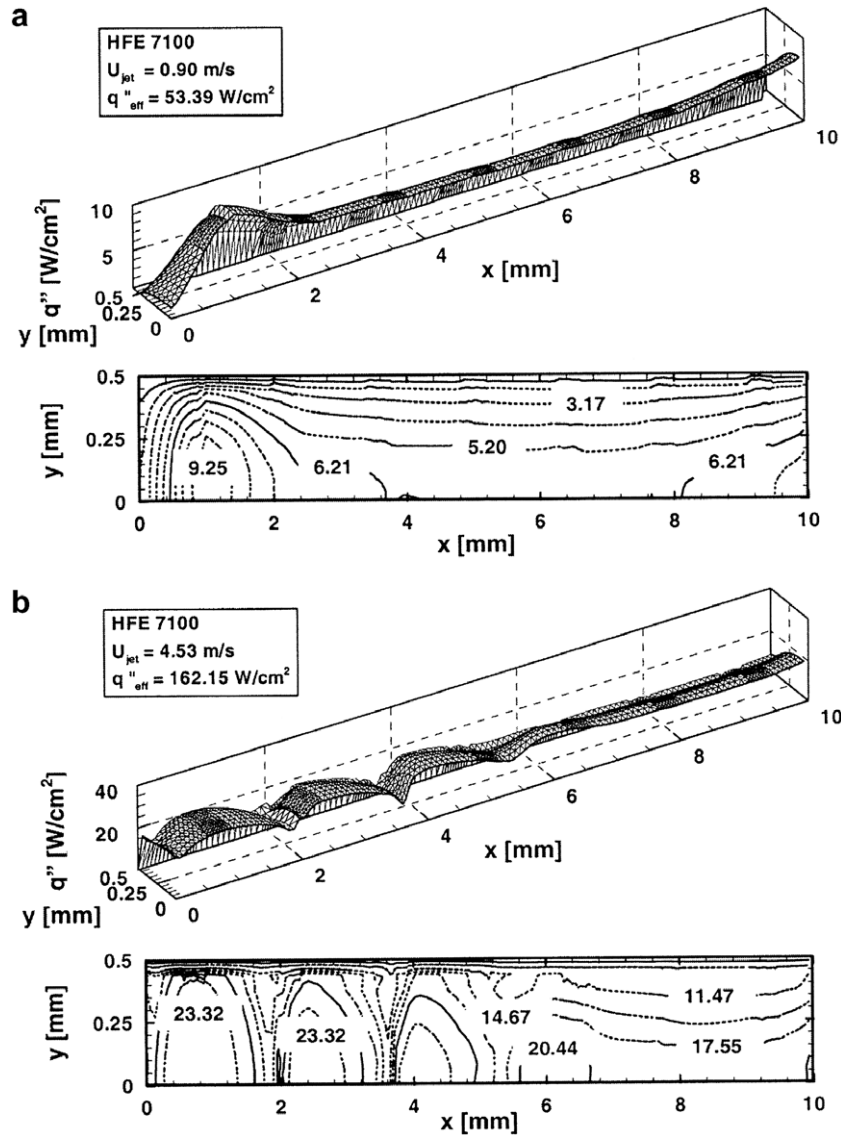 a
HFE 7100
U_jet = 0.90 m/s
q"_eff = 53.39 W/cm²
10
5
0.5
0.25
0
q" [W/cm²]
y [mm]
0
2
4
6
8
10
x [mm]
0.5
0.25
0
y [mm]
9.25
6.21
5.20
3.17
6.21
0
2
4
6
8
10
x [mm]
b
HFE 7100
U_jet = 4.53 m/s
q"_eff = 162.15 W/cm²
40
20
0.5
0.25
0
q" [W/cm²]
y [mm]
0
2
4
6
8
10
x [mm]
0.5
0.25
0
y [mm]
23.32
23.32
14.67
20.44
11.47
17.55
0
2
4
6
8
10
x [mm]